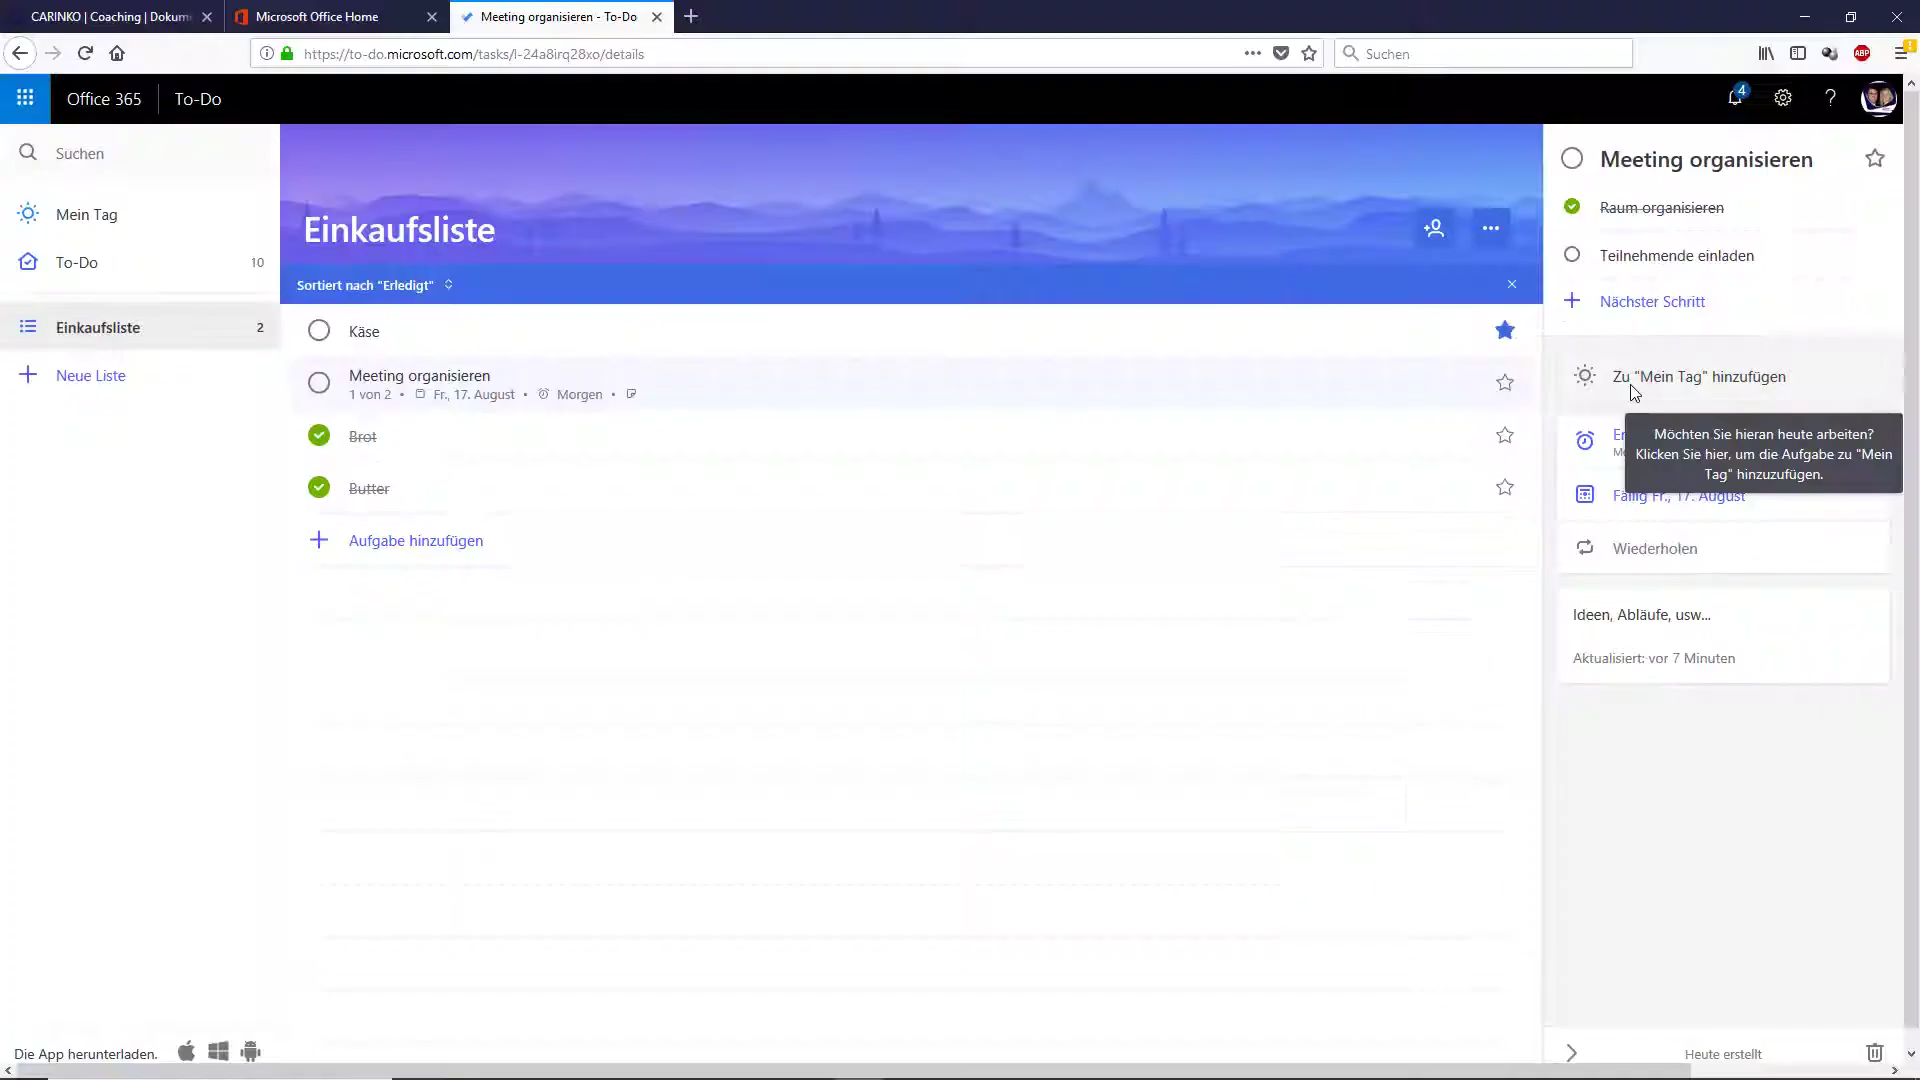 CARINKO | Coaching | Dokum
Microsoft Office Home
Meeting organisieren - To-Do
https://to-do.microsoft.com/tasks/l-24a8irq28xo/details
Suchen
ABP
Office 365
To-Do
4
?
Suchen
Mein Tag
To-Do
10
Einkaufsliste
2
Neue Liste
Einkaufsliste
Sortiert nach "Erledigt"
Käse
Meeting organisieren
1 von 2 • Fr., 17. August • Morgen •
Brot
Butter
Aufgabe hinzufügen
Meeting organisieren
Raum organisieren
Teilnehmende einladen
Nächster Schritt
Zu "Mein Tag" hinzufügen
Möchten Sie hieran heute arbeiten?
Klicken Sie hier, um die Aufgabe zu "Mein
Tag" hinzuzufügen.
Fällig Fr., 17. August
Wiederholen
Ideen, Abläufe, usw...
Aktualisiert: vor 7 Minuten
Die App herunterladen.
Heute erstellt